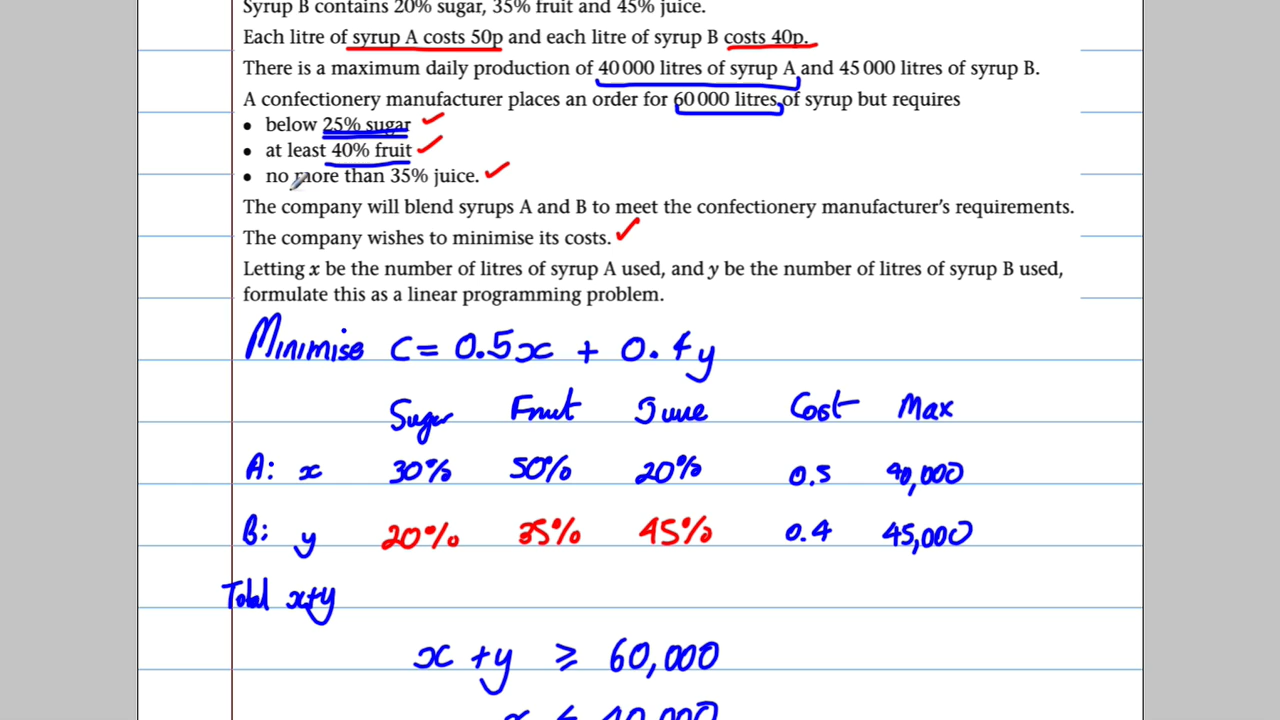 Syrup B contains 20% sugar, 35% fruit and 45% juice.
Each litre of syrup A costs 50p and each litre of syrup B costs 40p.
There is a maximum daily production of 40 000 litres of syrup A and 45 000 litres of syrup B.
A confectionery manufacturer places an order for 60 000 litres of syrup but requires
• below 25% sugar
• at least 40% fruit
• no more than 35% juice.
The company will blend syrups A and B to meet the confectionery manufacturer's requirements.
The company wishes to minimise its costs.
Letting x be the number of litres of syrup A used, and y be the number of litres of syrup B used,
formulate this as a linear programming problem.
Minimise C = 0.5x + 0.4y
Sugar Fruit Juice Cost Max
A: x 30% 50% 20% 0.5 40,000
B: y 20% 35% 45% 0.4 45,000
Total x+y
x + y ≥ 60,000
x ≤ 40,000